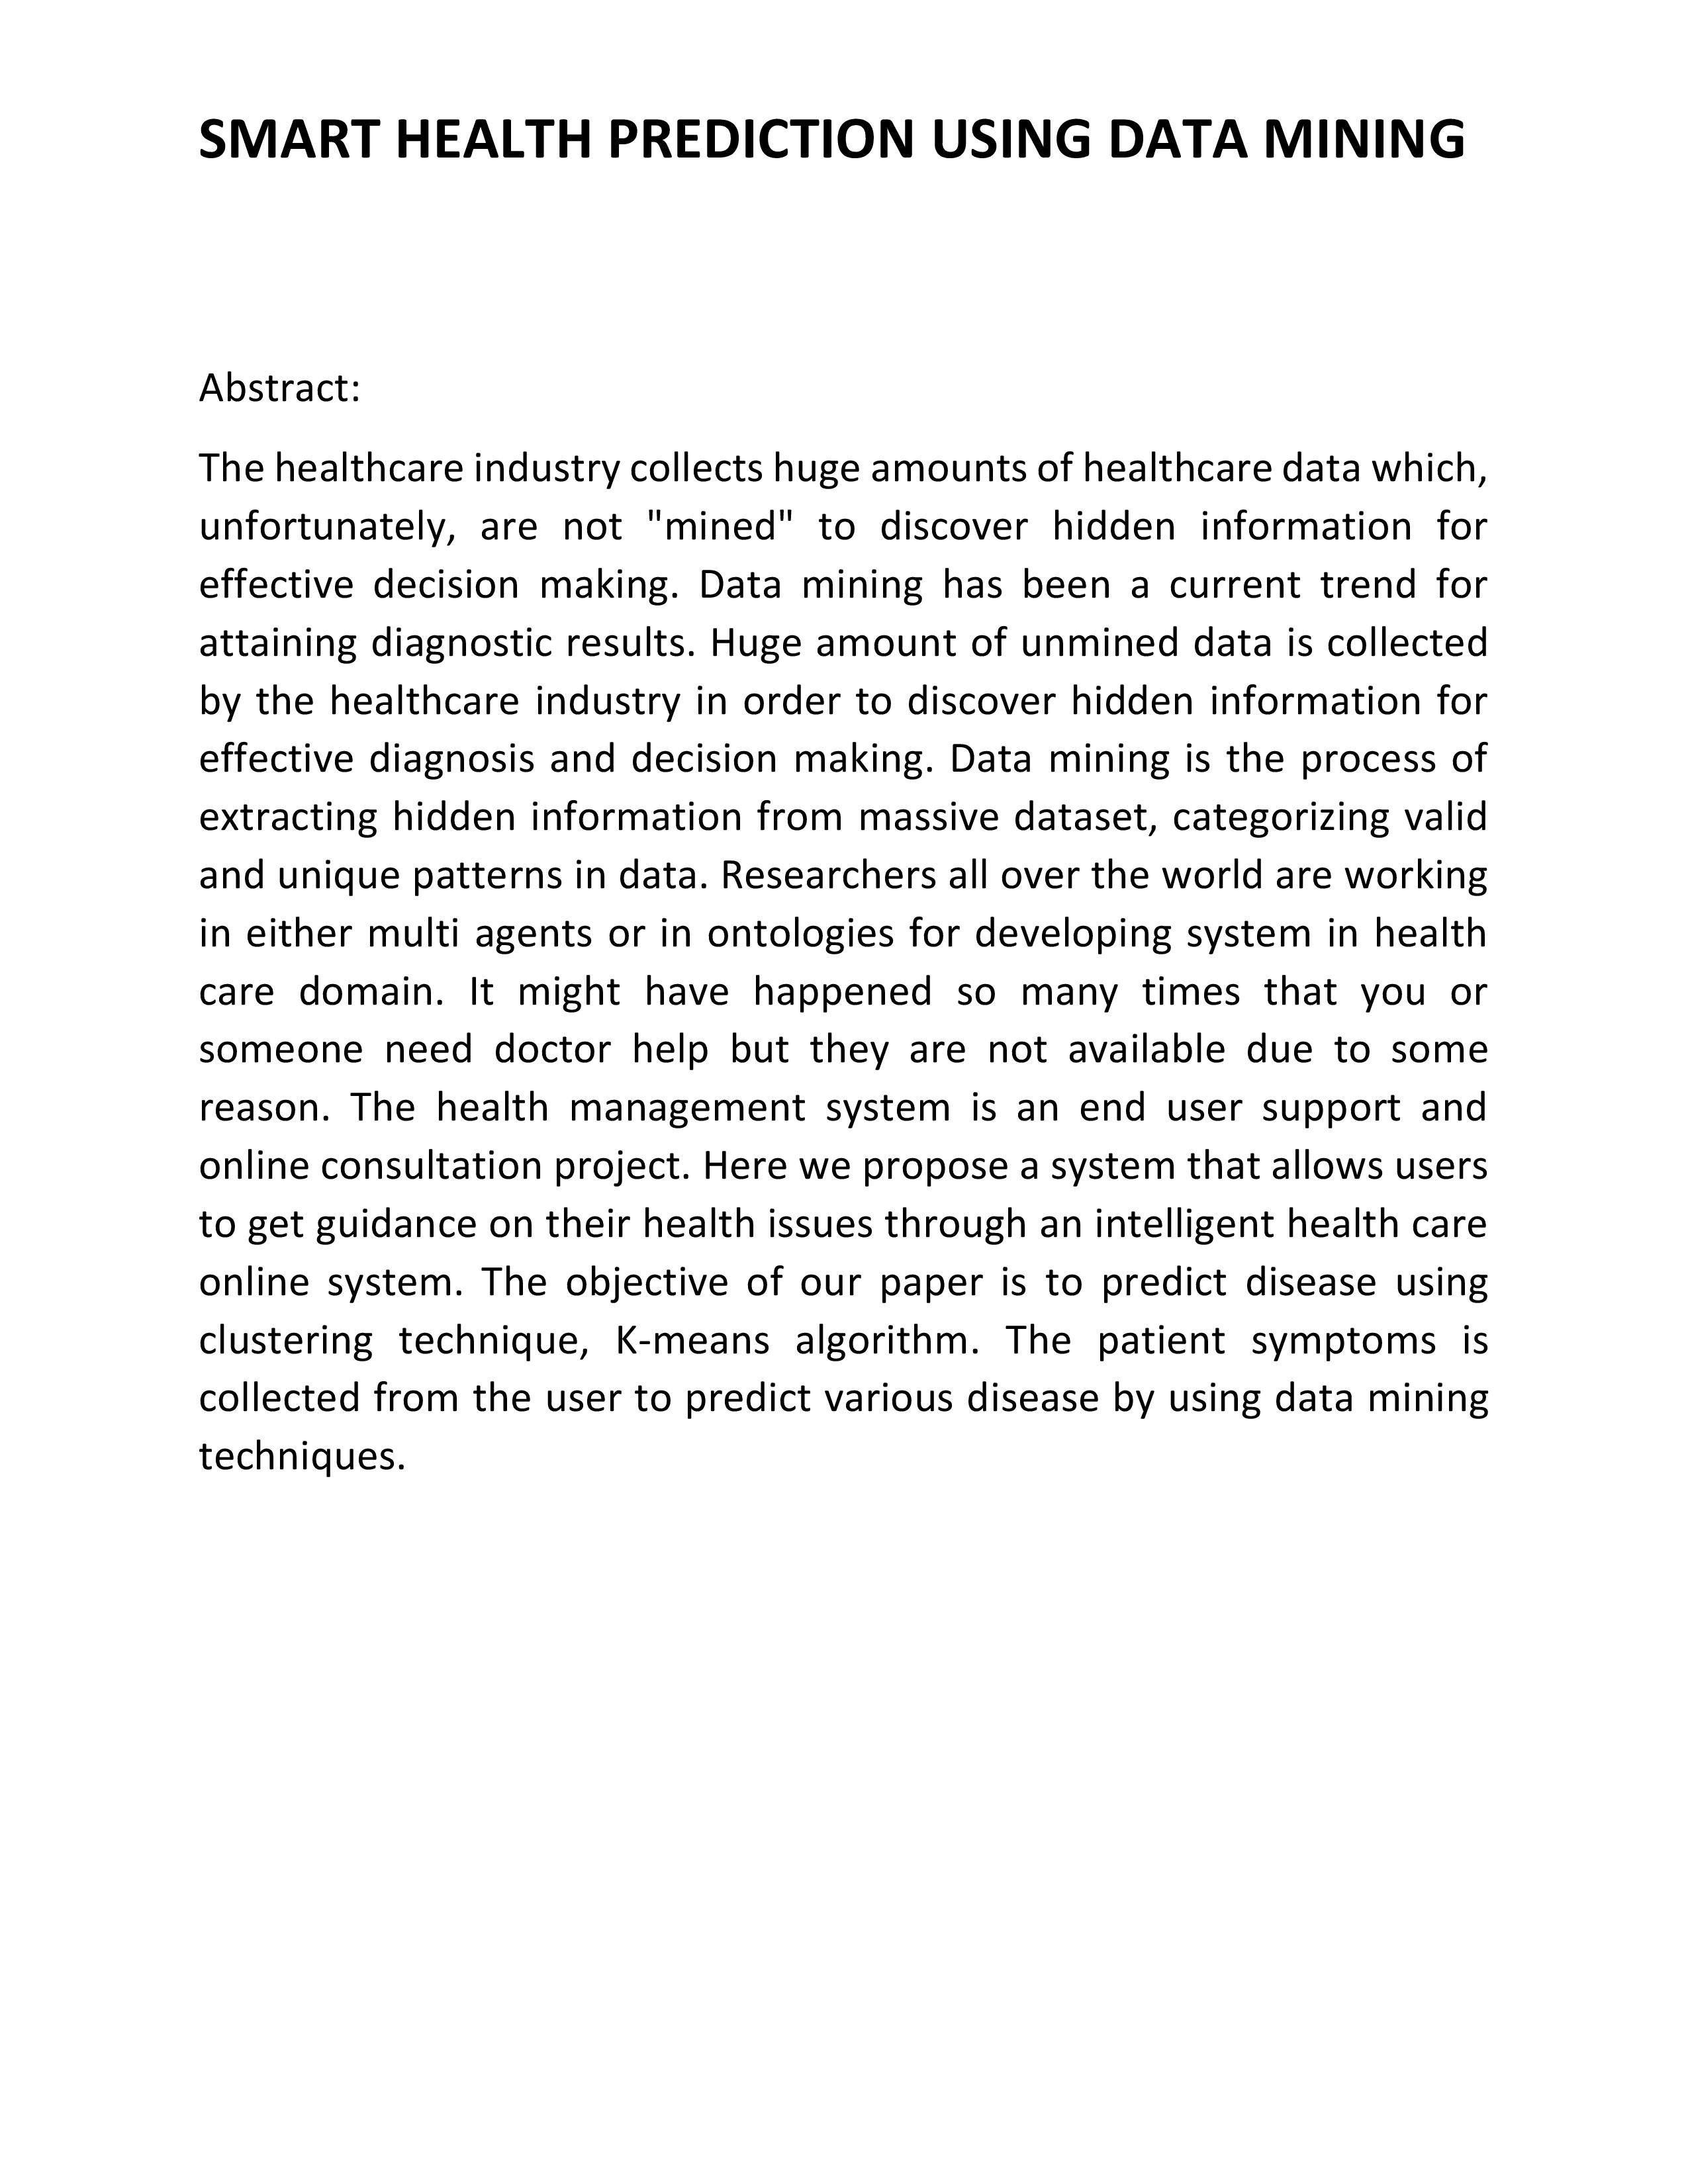 SMART HEALTH PREDICTION USING DATA MINING
Abstract:
The healthcare industry collects huge amounts of healthcare data which,
unfortunately, are not "mined" to discover hidden information for
effective decision making. Data mining has been a current trend for
attaining diagnostic results. Huge amount of unmined data is collected
by the healthcare industry in order to discover hidden information for
effective diagnosis and decision making. Data mining is the process of
extracting hidden information from massive dataset, categorizing valid
and unique patterns in data. Researchers all over the world are working
in either multi agents or in ontologies for developing system in health
care domain. It might have happened so many times that you or
someone need doctor help but they are not available due to some
reason. The health management system is an end user support and
online consultation project. Here we propose a system that allows users
to get guidance on their health issues through an intelligent health care
online system. The objective of our paper is to predict disease using
clustering technique, K-means algorithm. The patient symptoms is
collected from the user to predict various disease by using data mining
techniques.